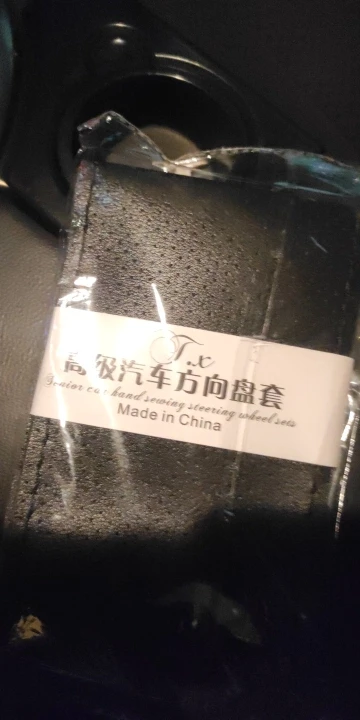 T.x
高级汽车方向盘套
Senior car hand sewing steering wheel sets
Made in China